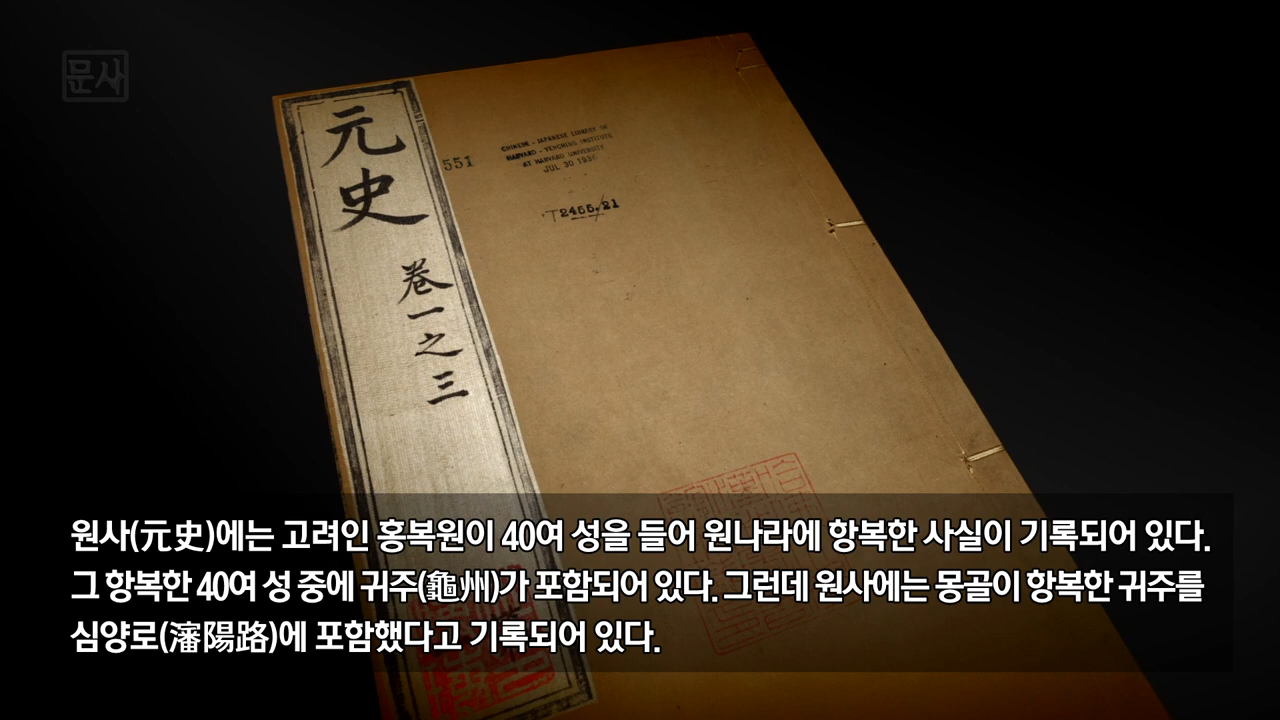 문사
元史
卷一之三
551
CHINESE - JAPANESE LIBRARY OF
HARVARD - YENCHING INSTITUTE
AT HARVARD UNIVERSITY
JUL 30 193
T2455/21
원사(元史)에는 고려인 홍복원이 40여 성을 들어 원나라에 항복한 사실이 기록되어 있다.
그 항복한 40여 성 중에 귀주(龜州)가 포함되어 있다. 그런데 원사에는 몽골이 항복한 귀주를
심양로(瀋陽路)에 포함했다고 기록되어 있다.